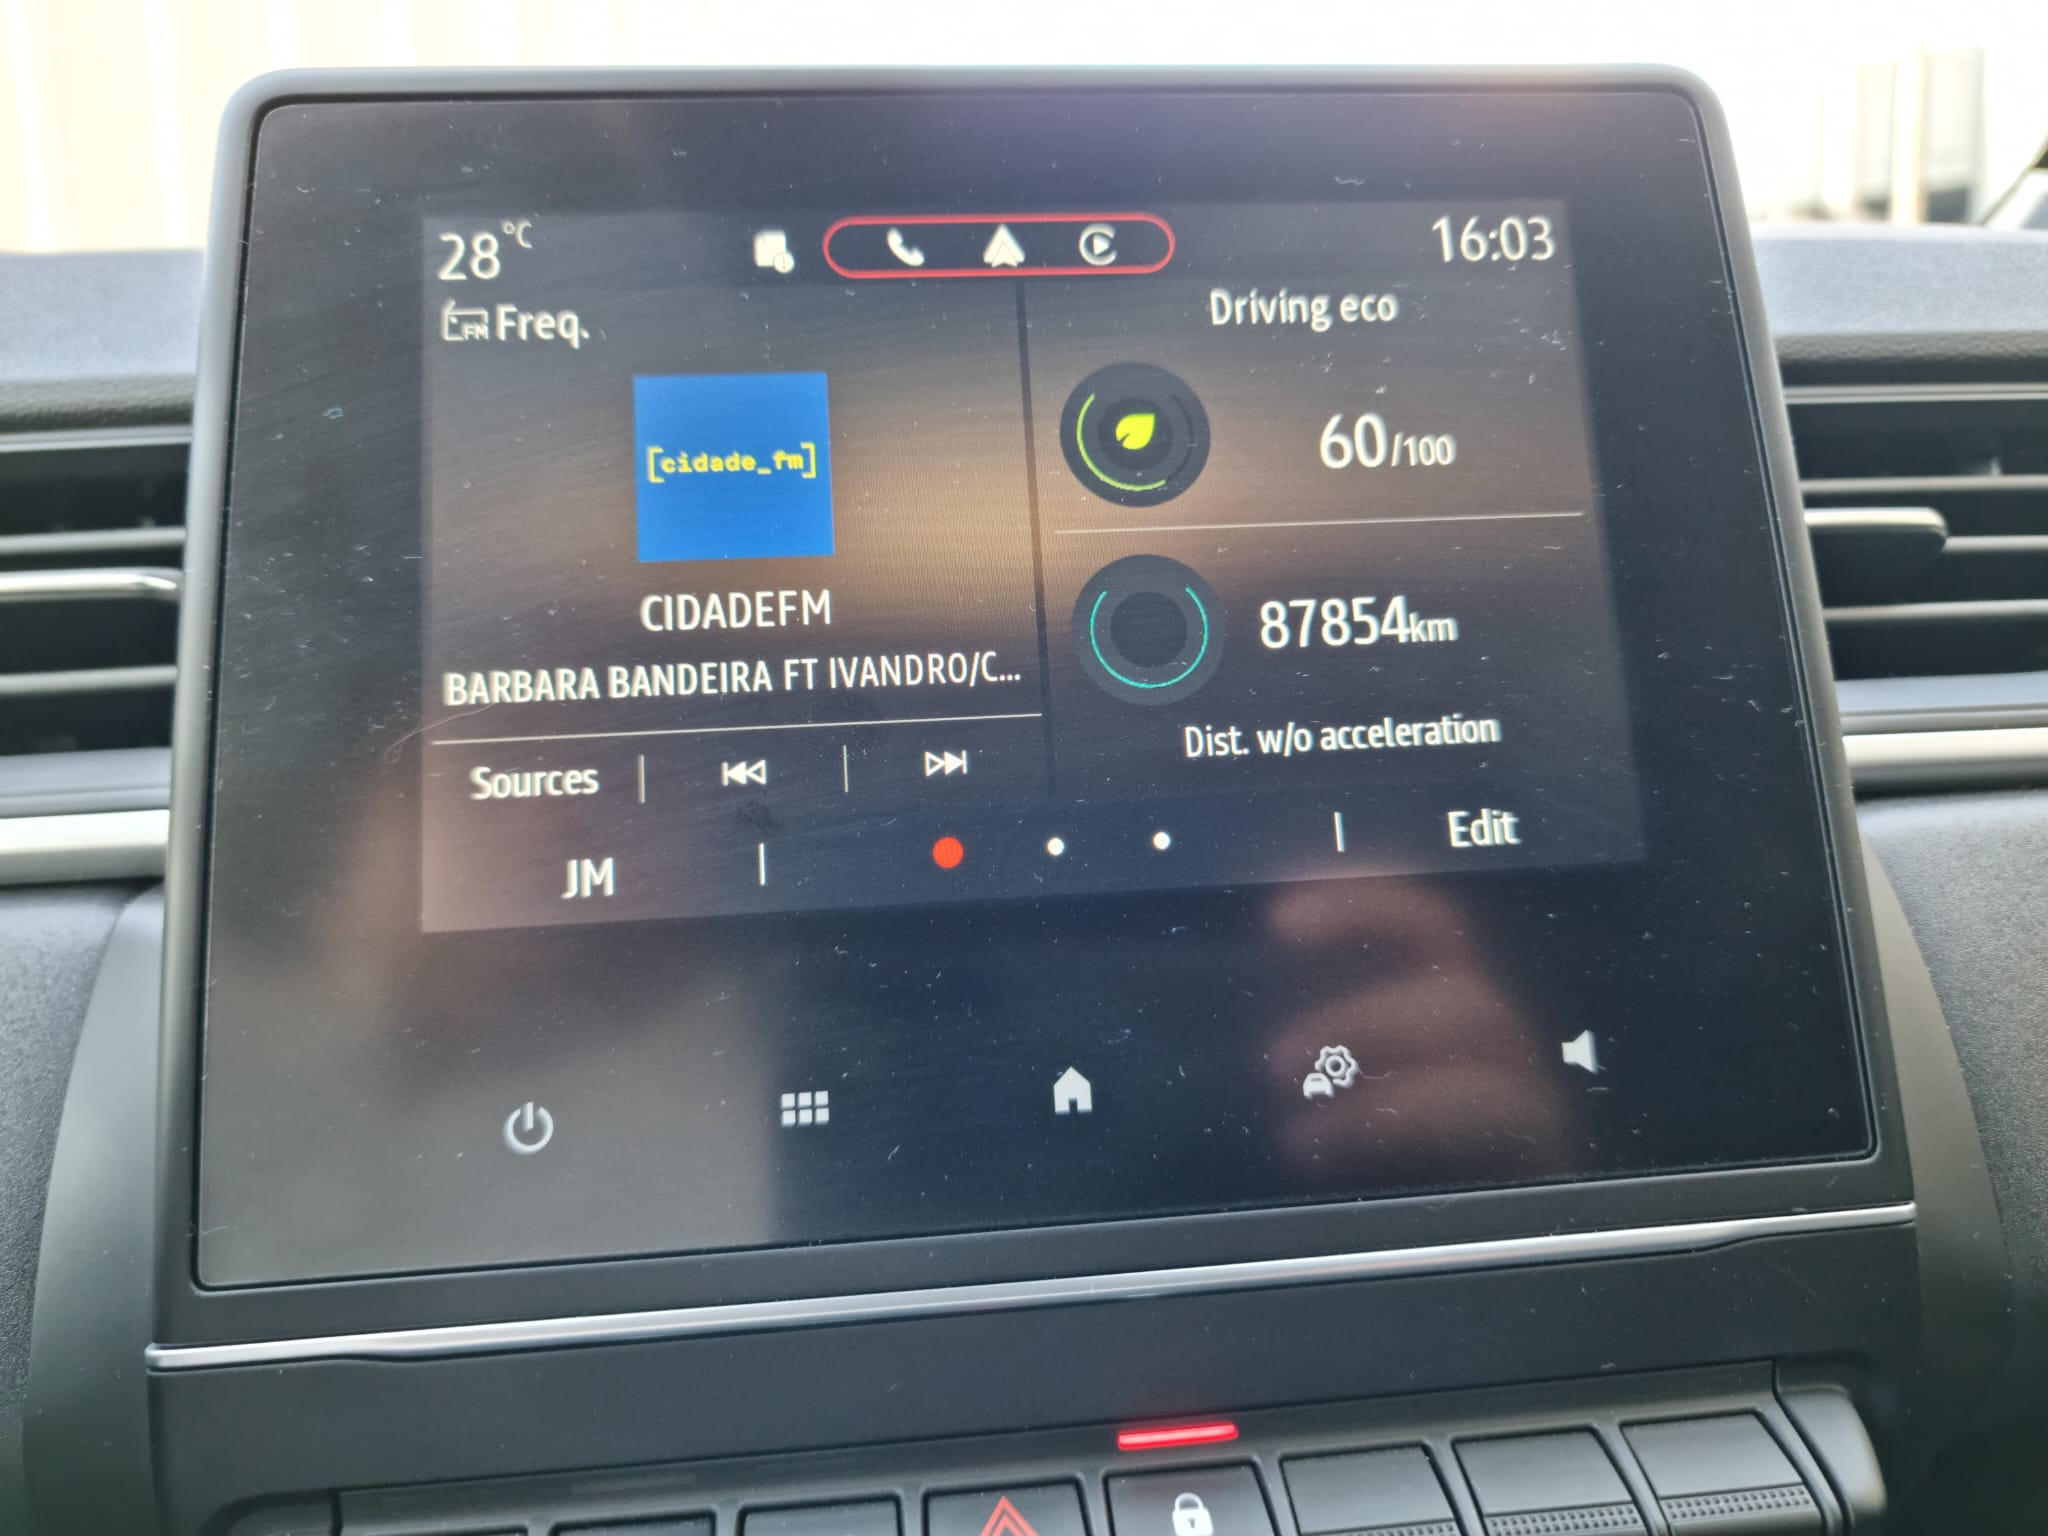 28 °C
16:03
FM Freq.
Driving eco
[cidade_fm]
60/100
CIDADEFM
87854km
BARBARA BANDEIRA FT IVANDRO/C...
Dist. w/o acceleration
Sources
JM
Edit